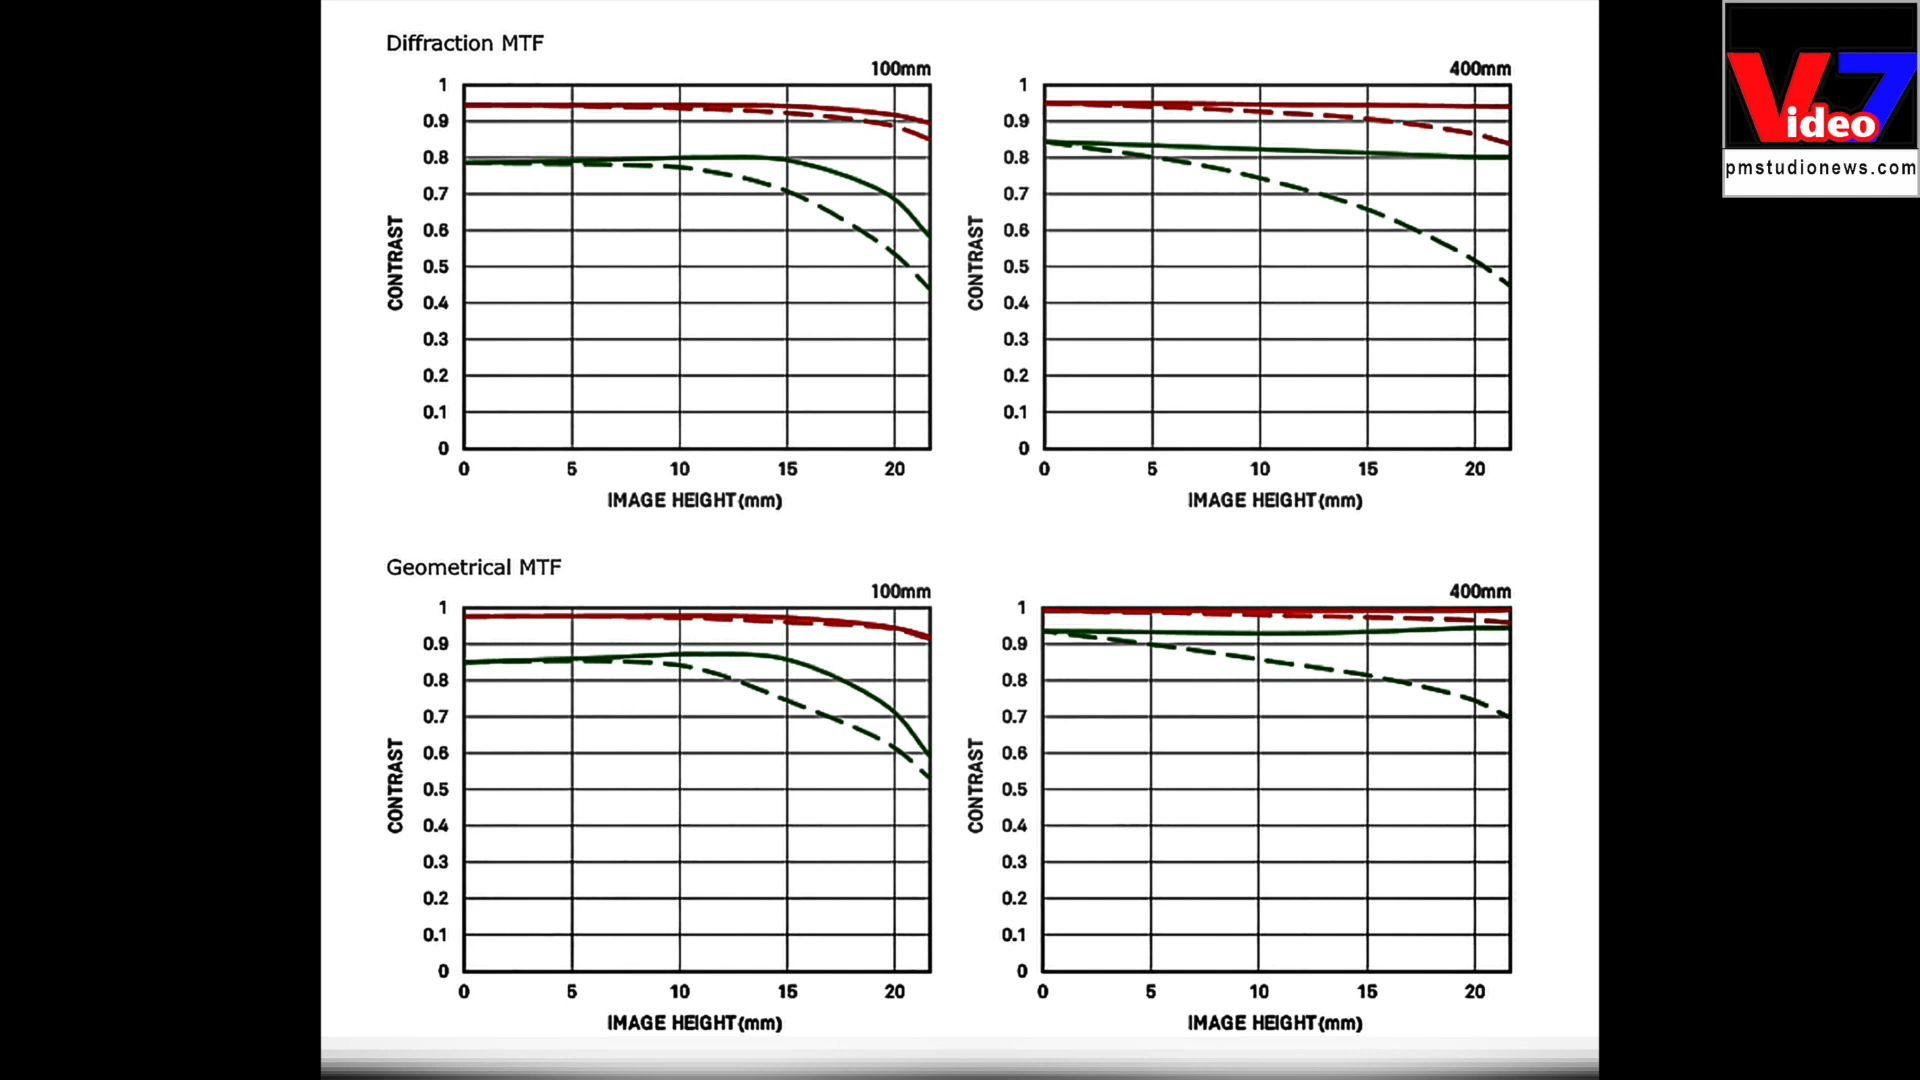 Diffraction MTF
100mm
1
0.9
0.8
0.7
0.6
0.5
0.4
0.3
0.2
0.1
0
CONTRAST
0 5 10 15 20
IMAGE HEIGHT(mm)
400mm
1
0.9
0.8
0.7
0.6
0.5
0.4
0.3
0.2
0.1
0
CONTRAST
0 5 10 15 20
IMAGE HEIGHT(mm)
Geometrical MTF
100mm
1
0.9
0.8
0.7
0.6
0.5
0.4
0.3
0.2
0.1
0
CONTRAST
0 5 10 15 20
IMAGE HEIGHT(mm)
400mm
1
0.9
0.8
0.7
0.6
0.5
0.4
0.3
0.2
0.1
0
CONTRAST
0 5 10 15 20
IMAGE HEIGHT(mm)
Video 7
pmstudionews.com